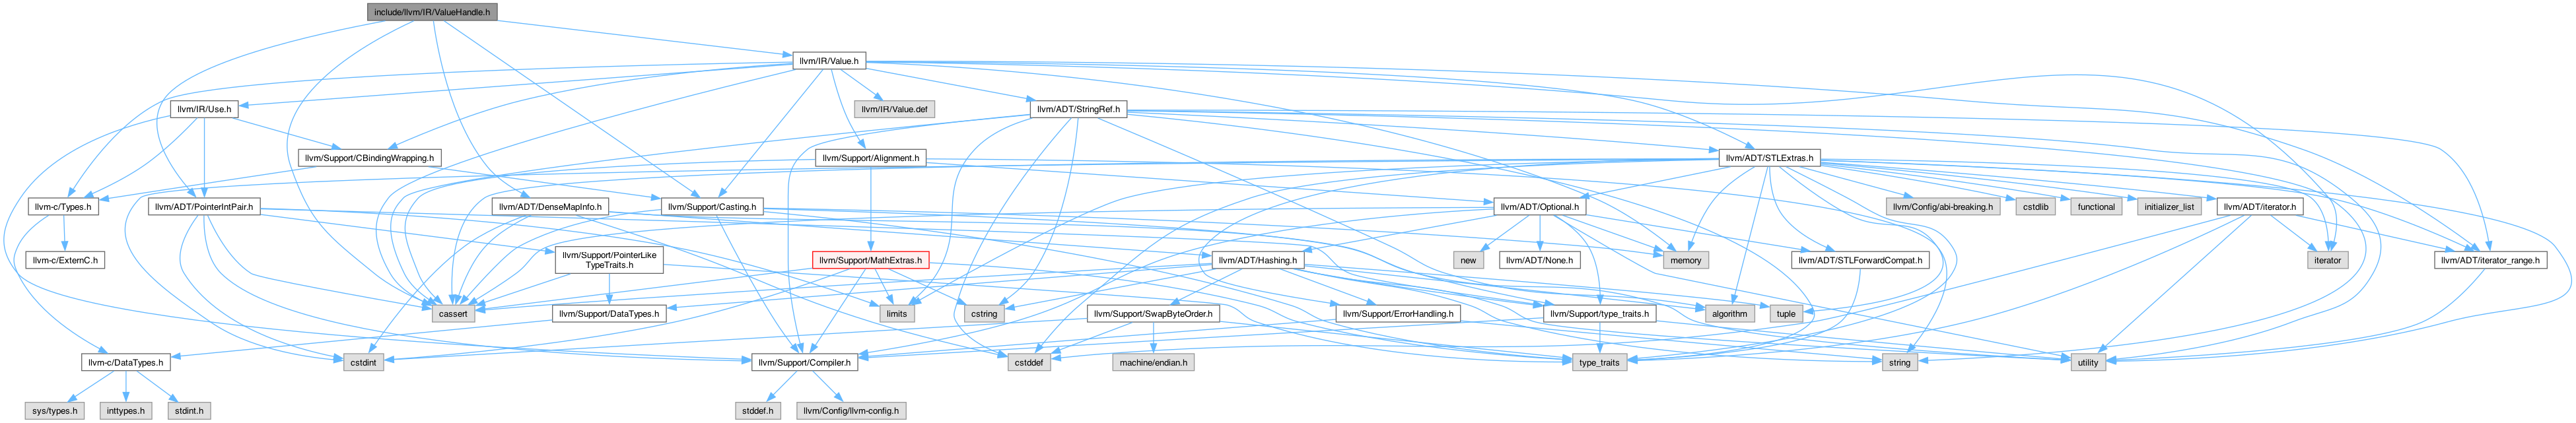 include/llvm/IR/ValueHandle.h
llvm/IR/Value.h
llvm/IR/Use.h
llvm/IR/Value.def
llvm/ADT/StringRef.h
llvm/Support/CBindingWrapping.h
llvm/Support/Alignment.h
llvm/ADT/STLExtras.h
llvm-c/Types.h
llvm/ADT/PointerIntPair.h
llvm/ADT/DenseMapInfo.h
llvm/Support/Casting.h
llvm/ADT/Optional.h
llvm/Config/abi-breaking.h
cstdlib
functional
initializer_list
llvm/ADT/iterator.h
llvm-c/ExternC.h
llvm/Support/PointerLike
TypeTraits.h
llvm/Support/MathExtras.h
llvm/ADT/Hashing.h
new
llvm/ADT/None.h
memory
llvm/ADT/STLForwardCompat.h
iterator
llvm/ADT/iterator_range.h
cassert
llvm/Support/DataTypes.h
limits
cstring
llvm/Support/SwapByteOrder.h
llvm/Support/ErrorHandling.h
llvm/Support/type_traits.h
algorithm
tuple
llvm-c/DataTypes.h
cstdint
llvm/Support/Compiler.h
cstddef
machine/endian.h
type_traits
string
utility
sys/types.h
inttypes.h
stdint.h
stddef.h
llvm/Config/llvm-config.h